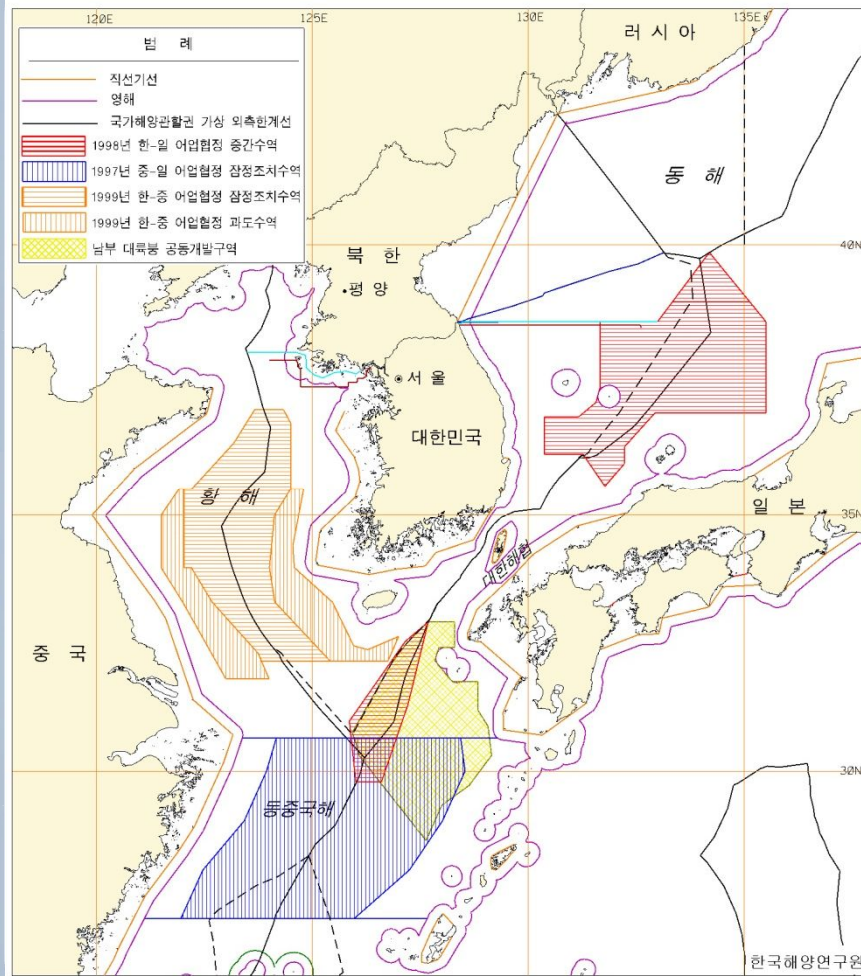 120E
125E
130E
135E
범 례
직선기선
영해
국가해양관할권 가상 외측한계선
1998년 한-일 어업협정 중간수역
1997년 중-일 어업협정 잠정조치수역
1999년 한-중 어업협정 잠정조치수역
1999년 한-중 어업협정 과도수역
남부 대륙붕 공동개발구역
러 시 아
동 해
40N
북 한
평 양
서 울
대한민국
황 해
35N
일 본
대한해협
중 국
30N
동중국해
한국해양연구원